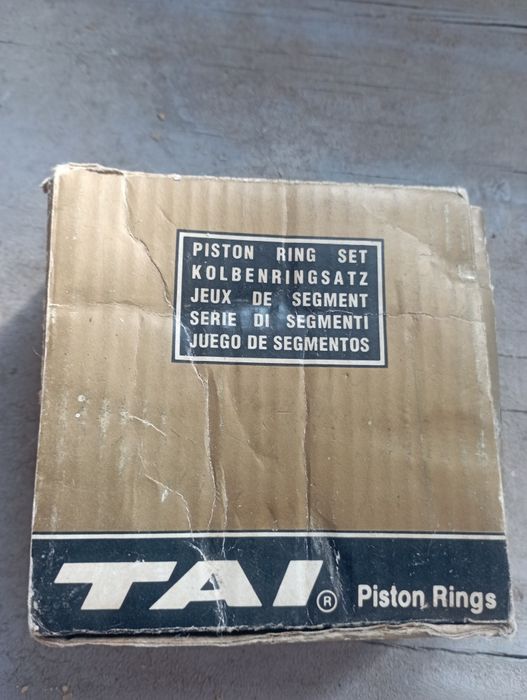 PISTON RING SET
KOLBENRINGSATZ
JEUX DE SEGMENT
SERIE DI SEGMENTI
JUEGO DE SEGMENTOS
TAI® Piston Rings